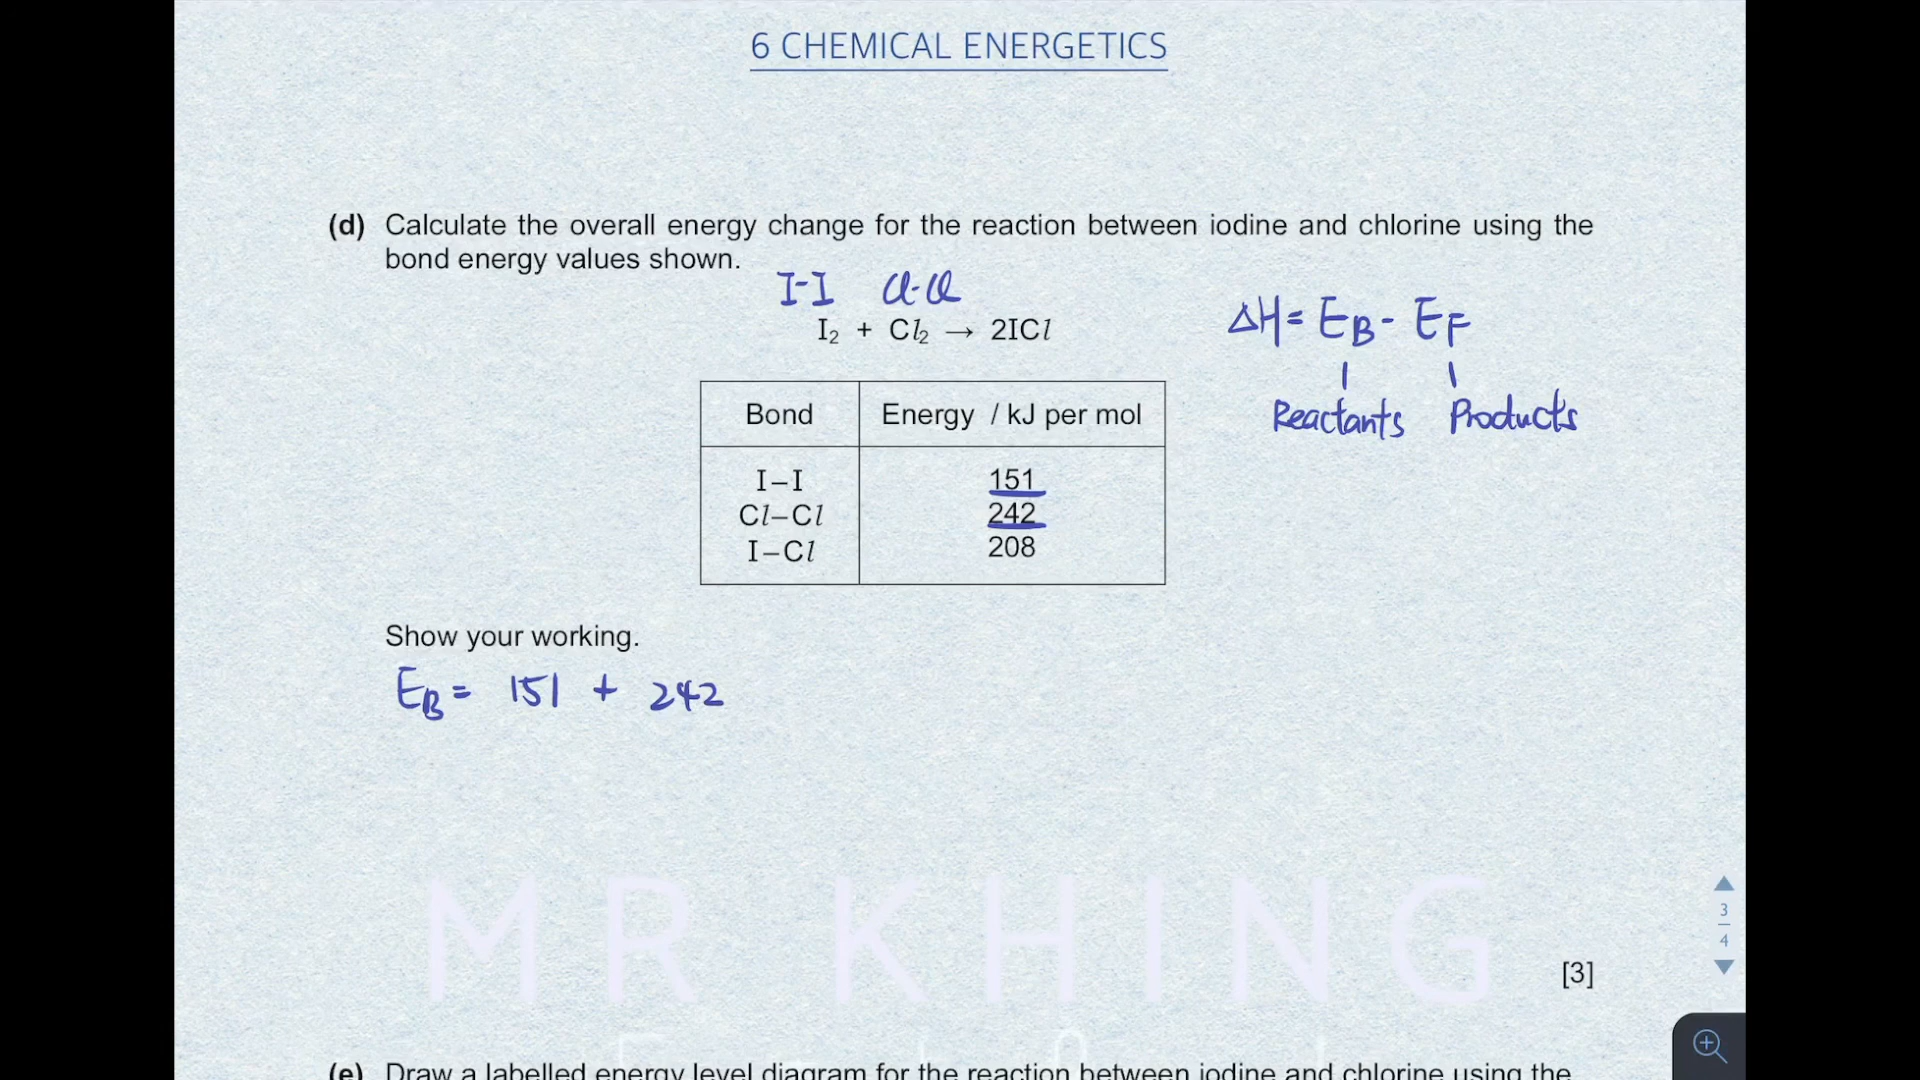 6 CHEMICAL ENERGETICS
(d) Calculate the overall energy change for the reaction between iodine and chlorine using the
bond energy values shown.
I-I Cl-Cl
I₂ + Cl₂ → 2ICl
ΔH = EB - EF
Reactants Products
Bond Energy / kJ per mol
I–I 151
Cl–Cl 242
I–Cl 208
Show your working.
EB = 151 + 242
MR KHING
[3]
3
4
(e) Draw a labelled energy level diagram for the reaction between iodine and chlorine using the